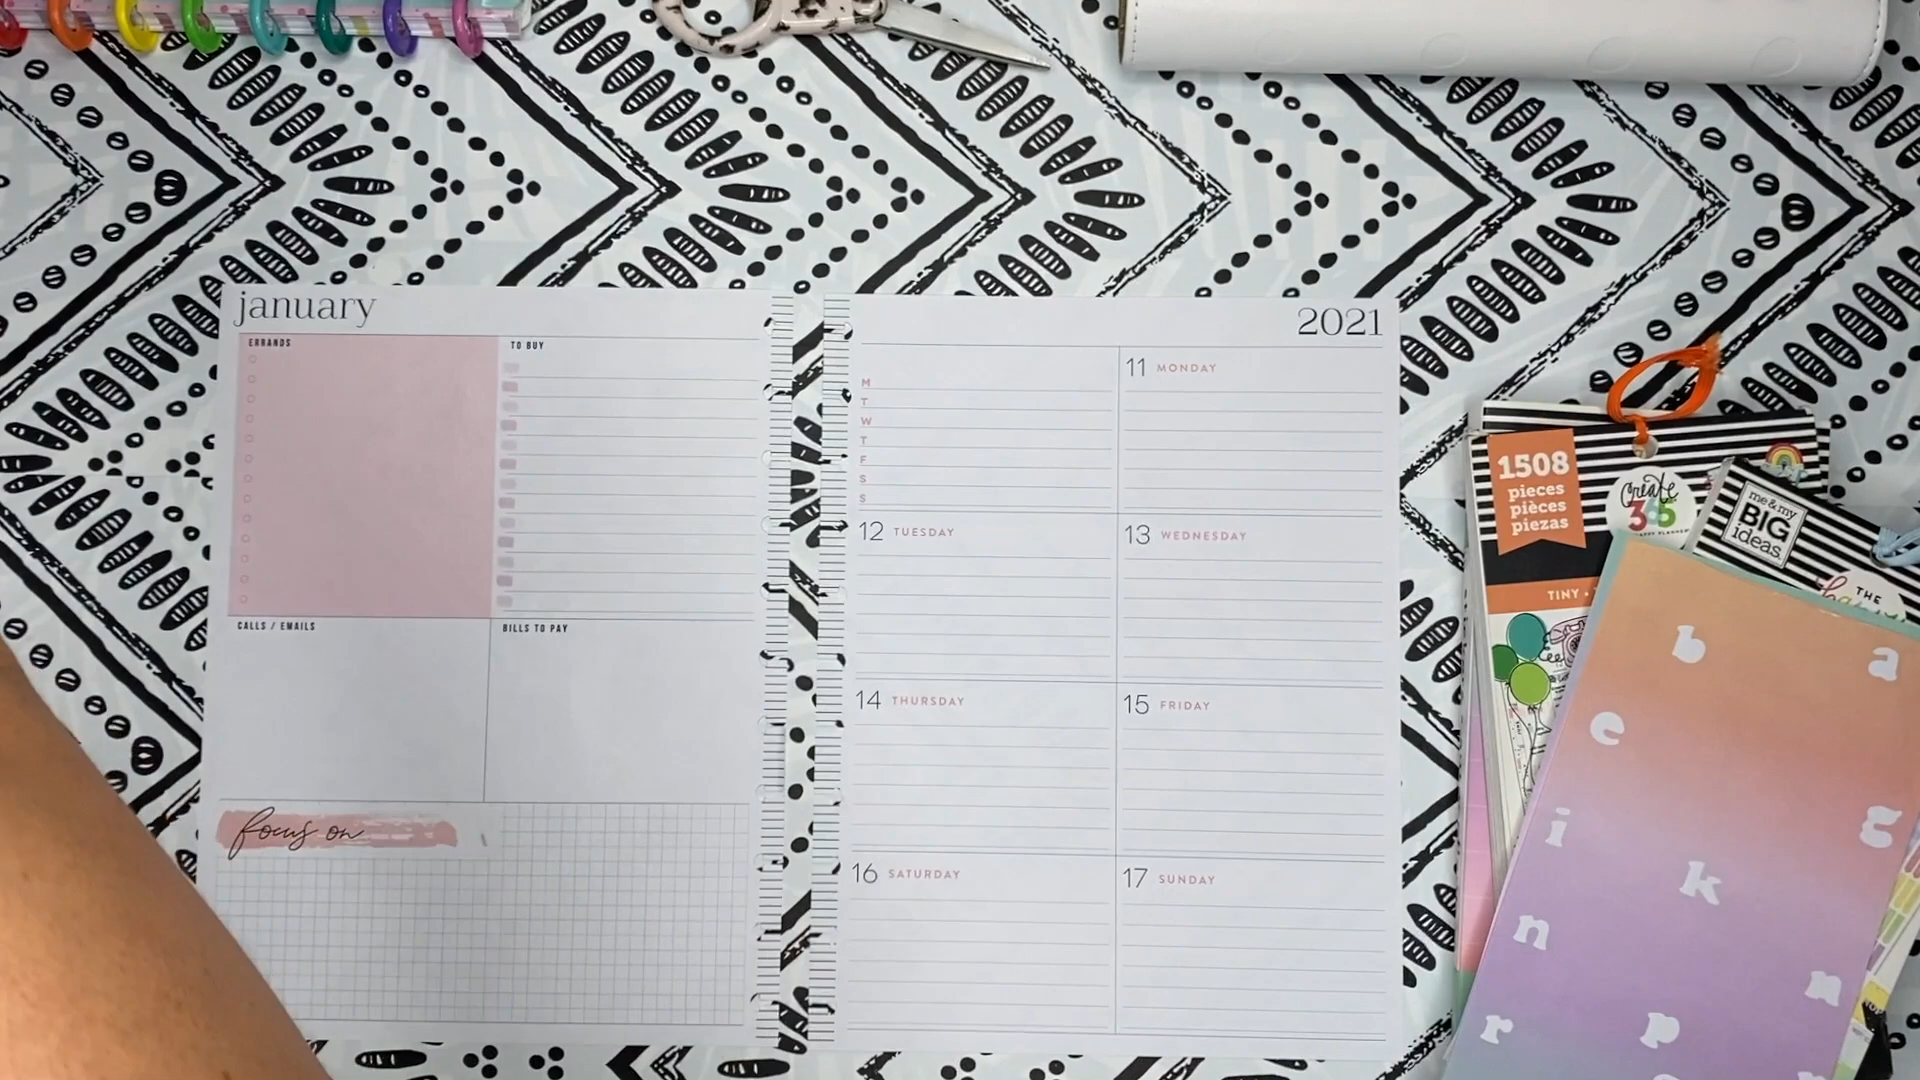 january
ERRANDS
TO BUY
CALLS / EMAILS
BILLS TO PAY
focus on
2021
M
T
W
T
F
S
S
11 MONDAY
12 TUESDAY
13 WEDNESDAY
14 THURSDAY
15 FRIDAY
16 SATURDAY
17 SUNDAY
1508
pieces
pièces
piezas
Create
365
TINY
me & my
BIG
ideas.
THE
b a
e
i g
k
n
m
r p